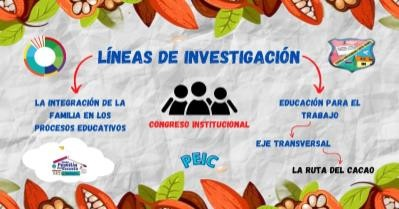 LÍNEAS DE INVESTIGACIÓN
LA INTEGRACIÓN DE LA
FAMILIA EN LOS
PROCESOS EDUCATIVOS
CONGRESO INSTITUCIONAL
EDUCACIÓN PARA EL
TRABAJO
EJE TRANSVERSAL
LA RUTA DEL CACAO
PEIC